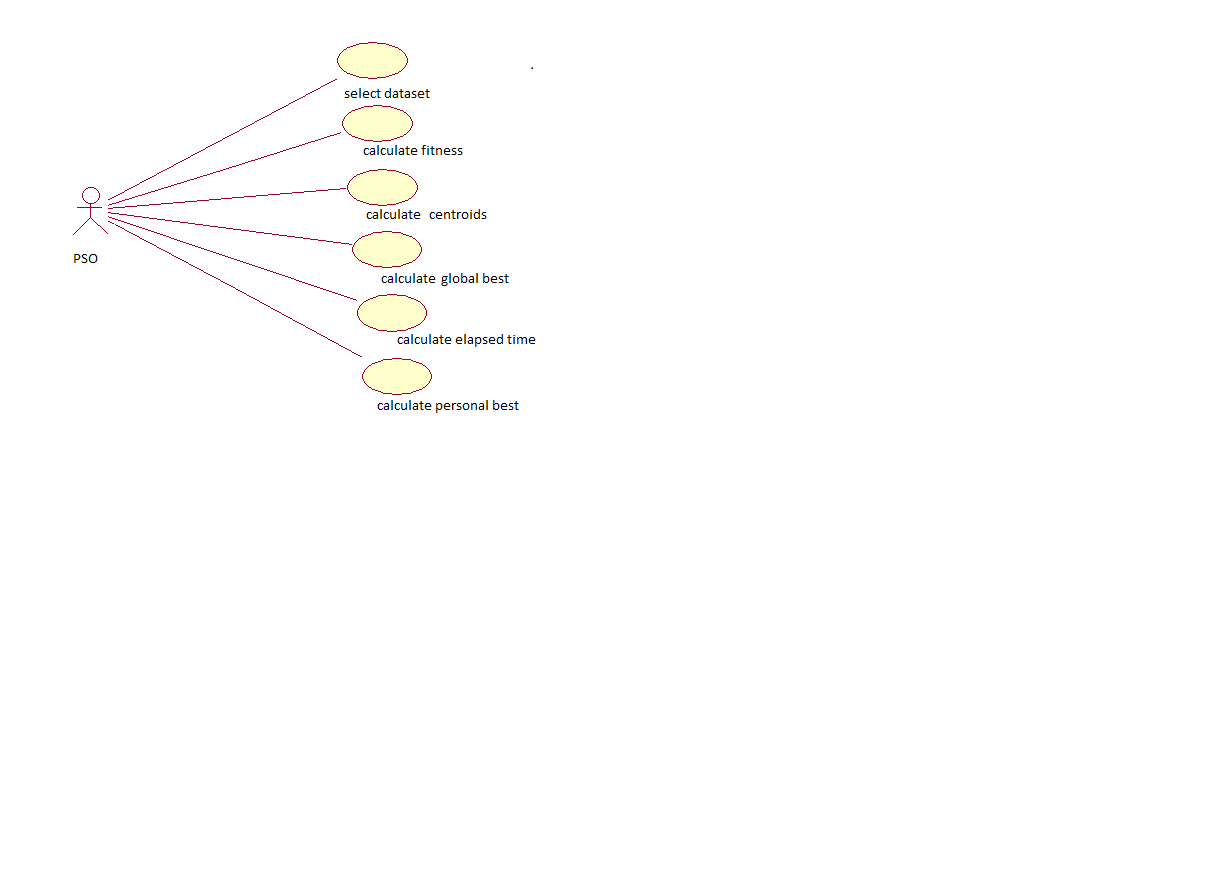 select dataset
calculate fitness
calculate centroids
PSO
calculate global best
calculate elapsed time
calculate personal best